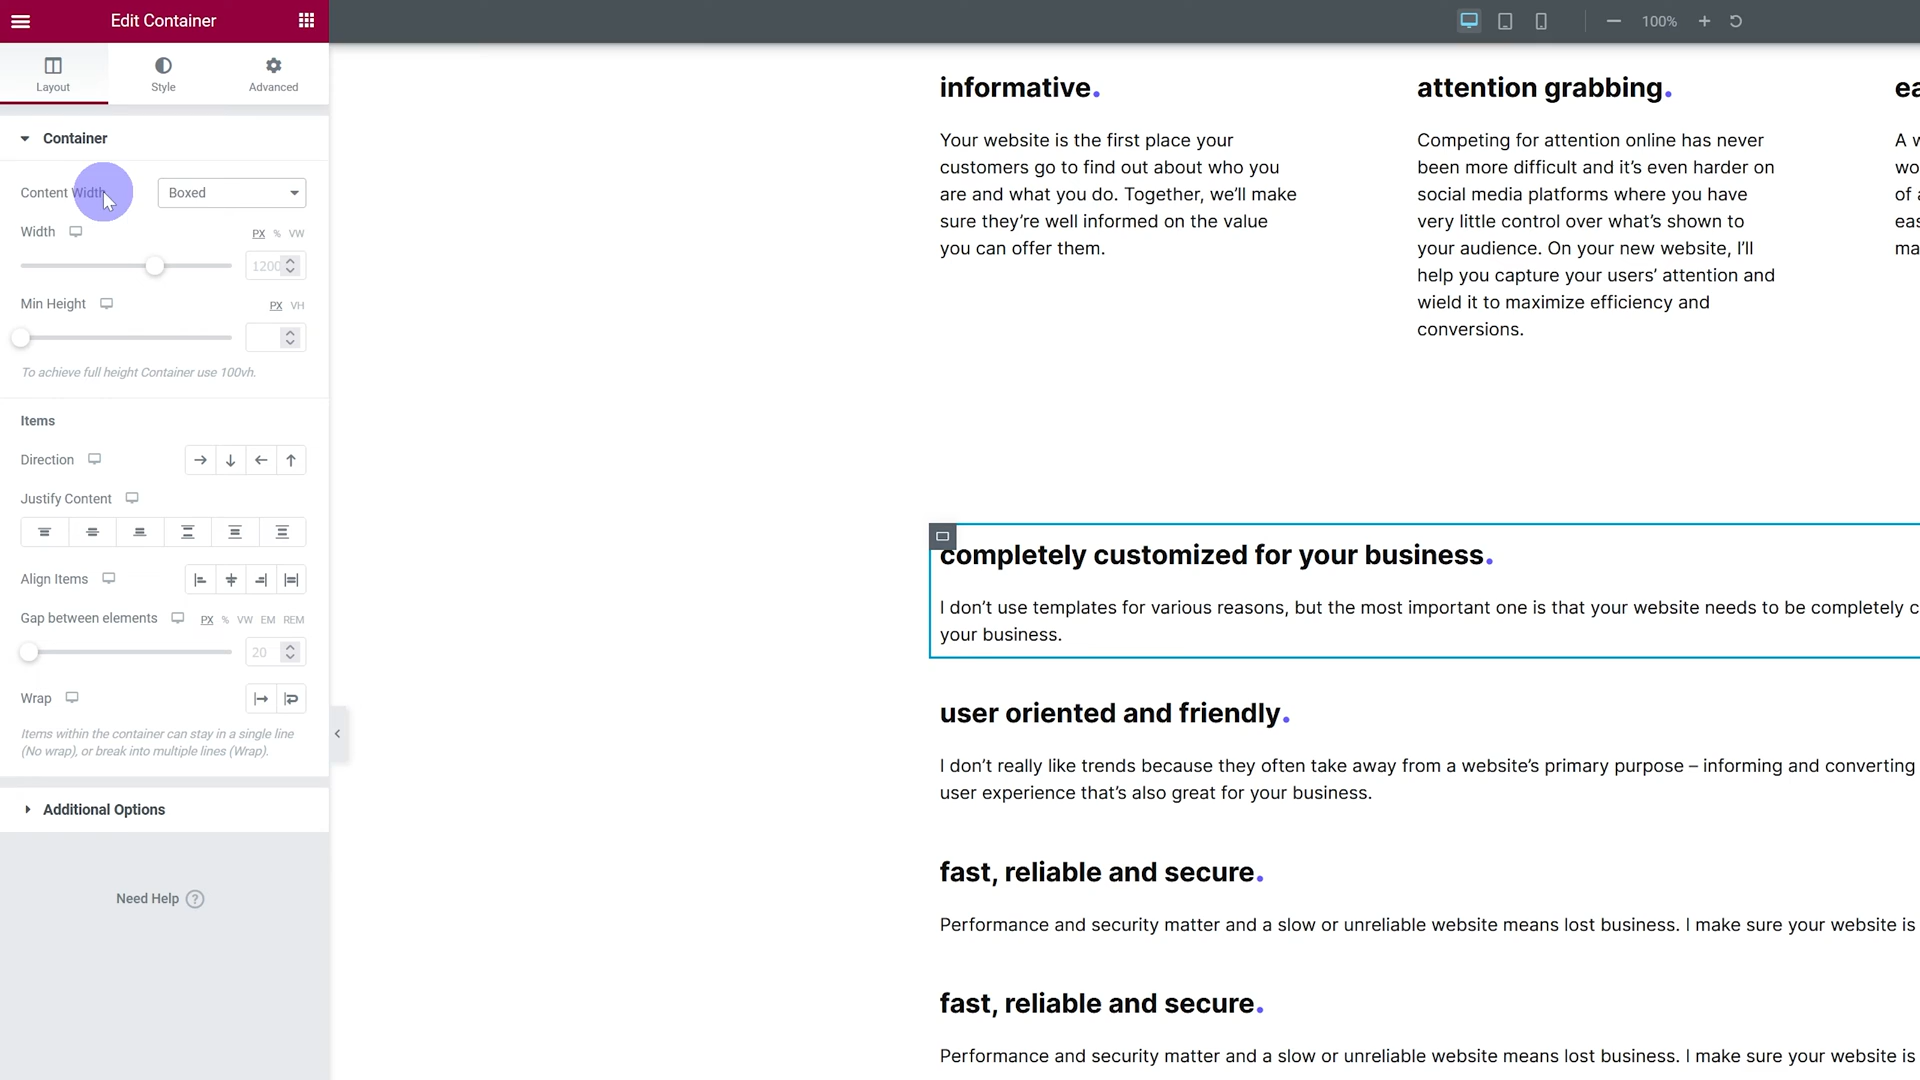 Edit Container
100%
Layout
Style
Advanced
Container
Content Width
Boxed
Width
PX % VW
1200
Min Height
PX VH
To achieve full height Container use 100vh.
Items
Direction
Justify Content
Align Items
Gap between elements
PX % VW EM REM
20
Wrap
Items within the container can stay in a single line
(No wrap), or break into multiple lines (Wrap).
Additional Options
Need Help
informative.
Your website is the first place your
customers go to find out about who you
are and what you do. Together, we’ll make
sure they’re well informed on the value
you can offer them.
attention grabbing.
Competing for attention online has never
been more difficult and it’s even harder on
social media platforms where you have
very little control over what’s shown to
your audience. On your new website, I’ll
help you capture your users’ attention and
wield it to maximize efficiency and
conversions.
ea
A w
wo
of a
eas
ma
completely customized for your business.
I don’t use templates for various reasons, but the most important one is that your website needs to be completely c
your business.
user oriented and friendly.
I don’t really like trends because they often take away from a website’s primary purpose – informing and converting
user experience that’s also great for your business.
fast, reliable and secure.
Performance and security matter and a slow or unreliable website means lost business. I make sure your website is
fast, reliable and secure.
Performance and security matter and a slow or unreliable website means lost business. I make sure your website is